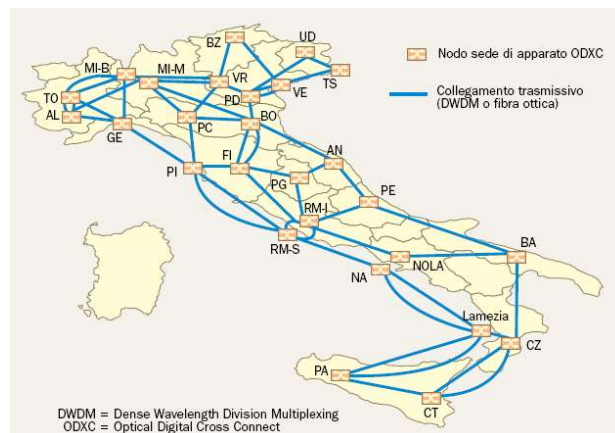 BZ
UD
MI-B
MI-M
VR
TS
TO
PD
VE
AL
PC
BO
GE
FI
AN
PI
PG
PE
RM-I
RM-S
NOLA
BA
NA
Lamezia
CZ
PA
CT
Nodo sede di apparato ODXC
Collegamento trasmissivo
(DWDM o fibra ottica)
DWDM = Dense Wavelength Division Multiplexing
ODXC = Optical Digital Cross Connect